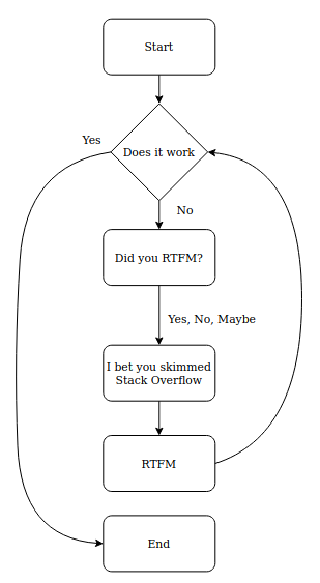 Start
Yes
Does it work
No
Did you RTFM?
Yes, No, Maybe
I bet you skimmed
Stack Overflow
RTFM
End